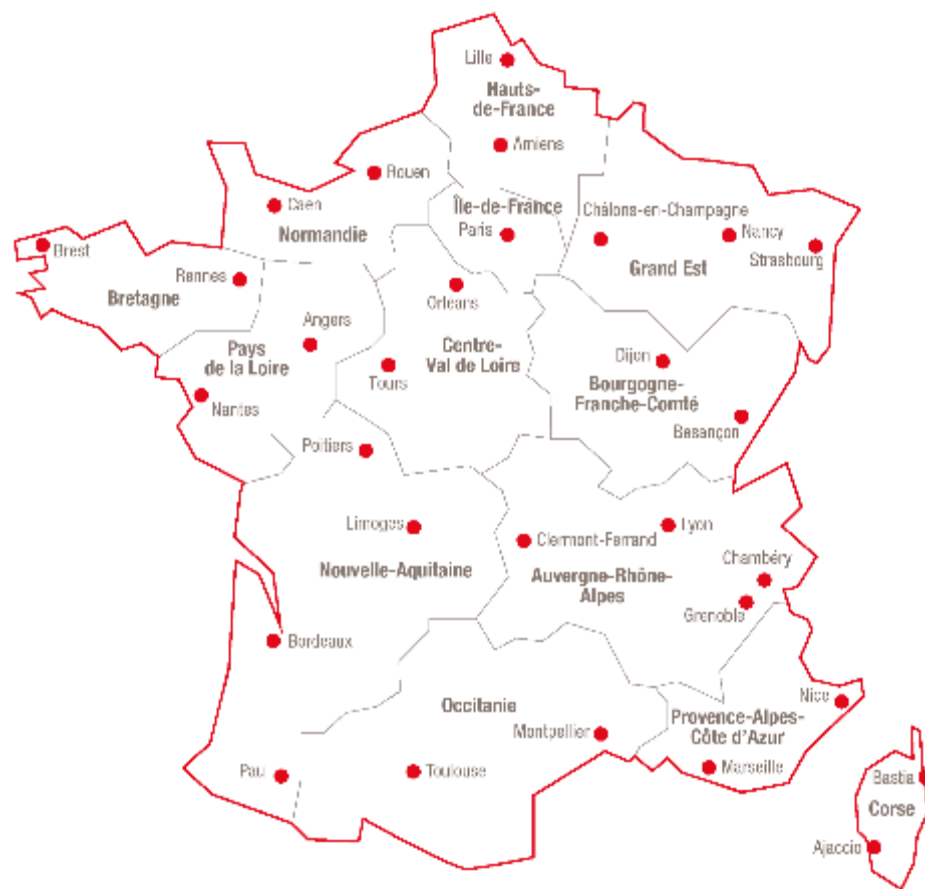 Lille
Hauts-
de-France
Amiens
Rouen
Caen
Normandie
Île-de-France
Paris
Châlons-en-Champagne
Nancy
Strasbourg
Grand Est
Brest
Rennes
Bretagne
Orléans
Angers
Pays
de la Loire
Centre-
Val de Loire
Tours
Nantes
Dijon
Bourgogne-
Franche-Comté
Besançon
Poitiers
Limoges
Nouvelle-Aquitaine
Clermont-Ferrand
Lyon
Auvergne-Rhône-
Alpes
Chambéry
Grenoble
Bordeaux
Occitanie
Montpellier
Provence-Alpes-
Côte d'Azur
Nice
Marseille
Pau
Toulouse
Bastia
Corse
Ajaccio